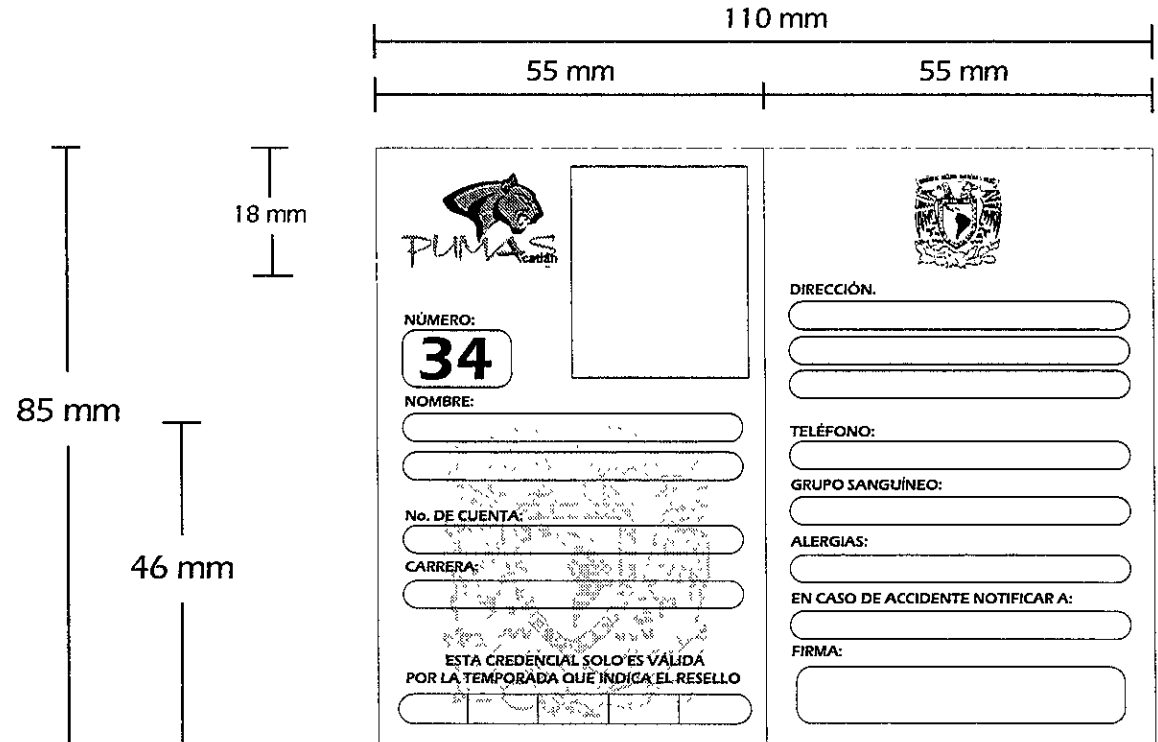 110 mm
55 mm
55 mm
18 mm
85 mm
46 mm
PUMAS
acatlán
NÚMERO:
34
NOMBRE:
No. DE CUENTA:
CARRERA:
ESTA CREDENCIAL SOLO ES VÁLIDA
POR LA TEMPORADA QUE INDICA EL RESELLO
DIRECCIÓN.
TELÉFONO:
GRUPO SANGUÍNEO:
ALERGIAS:
EN CASO DE ACCIDENTE NOTIFICAR A:
FIRMA: